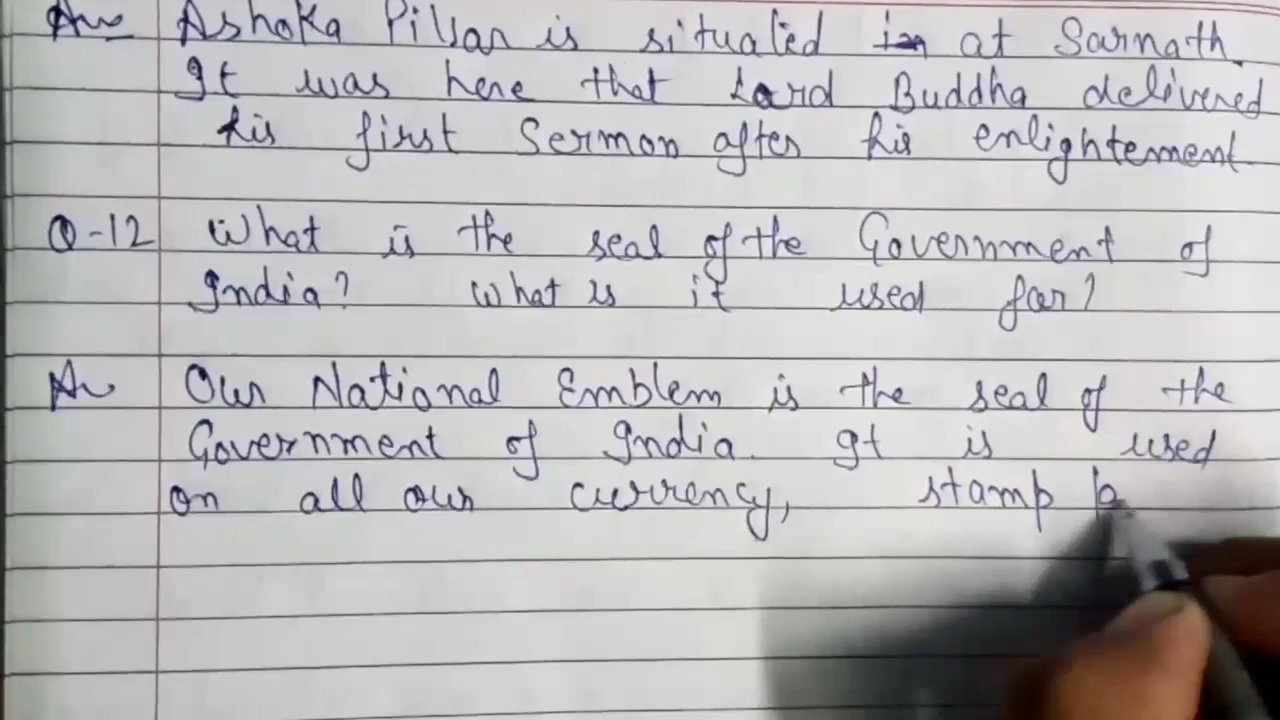 Ans Ashoka Pillar is situated in at Sarnath.
It was here that Lord Buddha delivered
his first Sermon after his enlightement.
Q-12 What is the seal of the Government of
India? What is it used for?
An Our National Emblem is the seal of the
Government of India. It is used
on all our currency, stamp pa